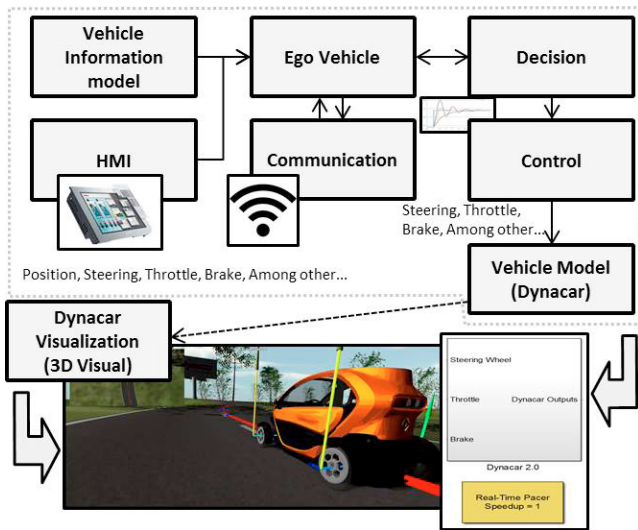 Vehicle
Information
model
Ego Vehicle
Decision
HMI
Communication
Control
Steering, Throttle,
Brake, Among other...
Position, Steering, Throttle, Brake, Among other...
Vehicle Model
(Dynacar)
Dynacar
Visualization
(3D Visual)
Steering Wheel
Throttle
Dynacar Outputs
Brake
Dynacar 2.0
Real-Time Pacer
Speedup = 1